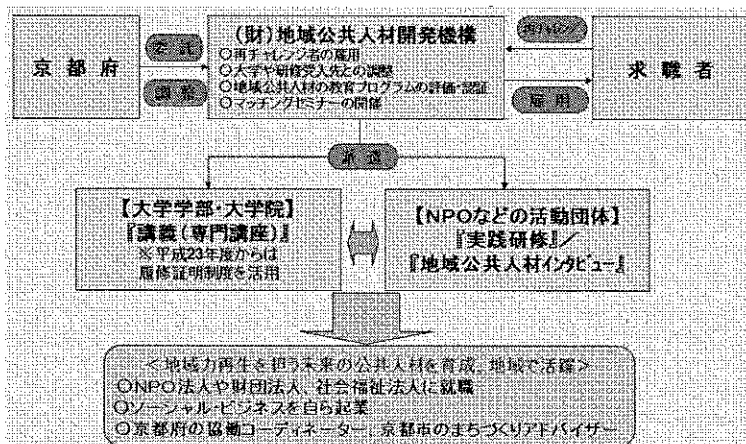 京都府
委託
(財)地域公共人材開発機構
○再チャレンジ者の雇用
○大学や研修受入先との調整
○地域公共人材の教育プログラムの評価・認証
○マッチングセミナーの開催
再チャレンジ
求職者
雇用
派遣
【大学学部・大学院】
『講義(専門講座)』
※平成23年度からは
履修証明制度を活用
【NPOなどの活動団体】
『実践研修』/
『地域公共人材インタビュー』
<地域力再生を担う未来の公共人材を育成、地域で活躍>
○NPO法人や財団法人、社会福祉法人に就職
○ソーシャル・ビジネスを自ら起業
○京都府の協働コーディネーター、京都市のまちづくりアドバイザー